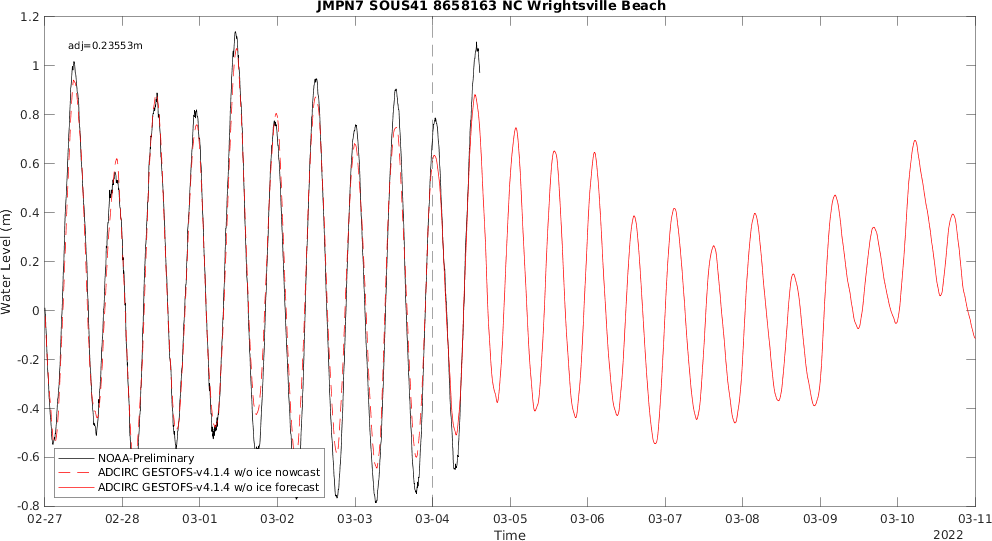 JMPN7 SOUS41 8658163 NC Wrightsville Beach
adj=0.23553m
1.2
1
0.8
0.6
0.4
0.2
0
-0.2
-0.4
-0.6
-0.8
Water Level (m)
NOAA-Preliminary
ADCIRC GESTOFS-v4.1.4 w/o ice nowcast
ADCIRC GESTOFS-v4.1.4 w/o ice forecast
02-27 02-28 03-01 03-02 03-03 03-04 03-05 03-06 03-07 03-08 03-09 03-10 03-11
Time
2022